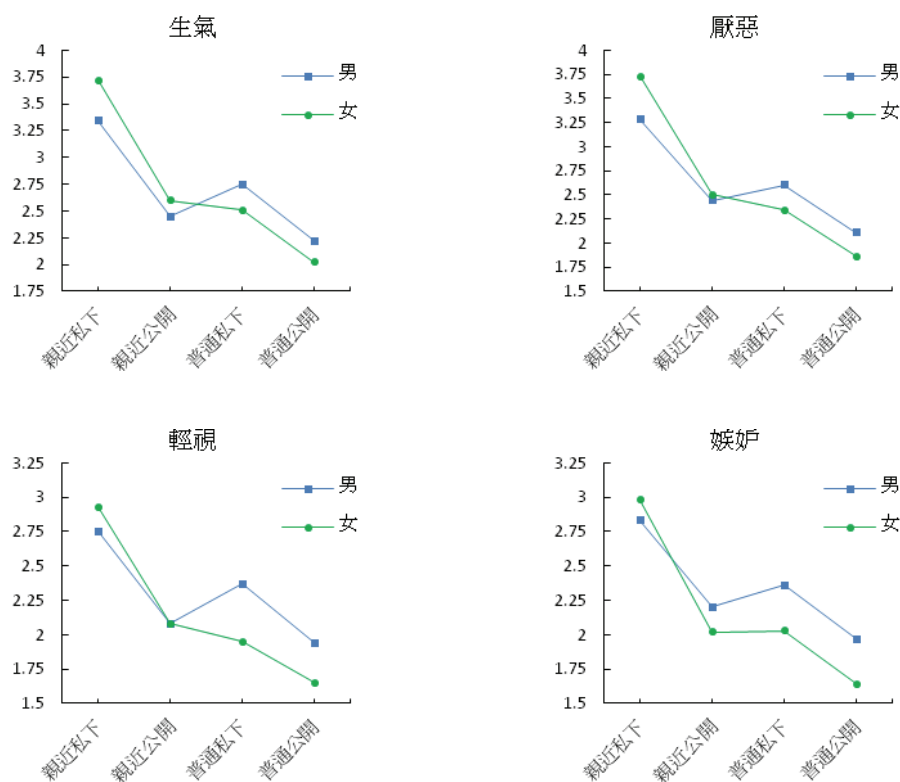 生氣
4
3.75
3.5
3.25
3
2.75
2.5
2.25
2
1.75
男
女
親近私下
親近公開
普通私下
普通公開
厭惡
4
3.75
3.5
3.25
3
2.75
2.5
2.25
2
1.75
1.5
男
女
親近私下
親近公開
普通私下
普通公開
輕視
3.25
3
2.75
2.5
2.25
2
1.75
1.5
男
女
親近私下
親近公開
普通私下
普通公開
嫉妒
3.25
3
2.75
2.5
2.25
2
1.75
1.5
男
女
親近私下
親近公開
普通私下
普通公開